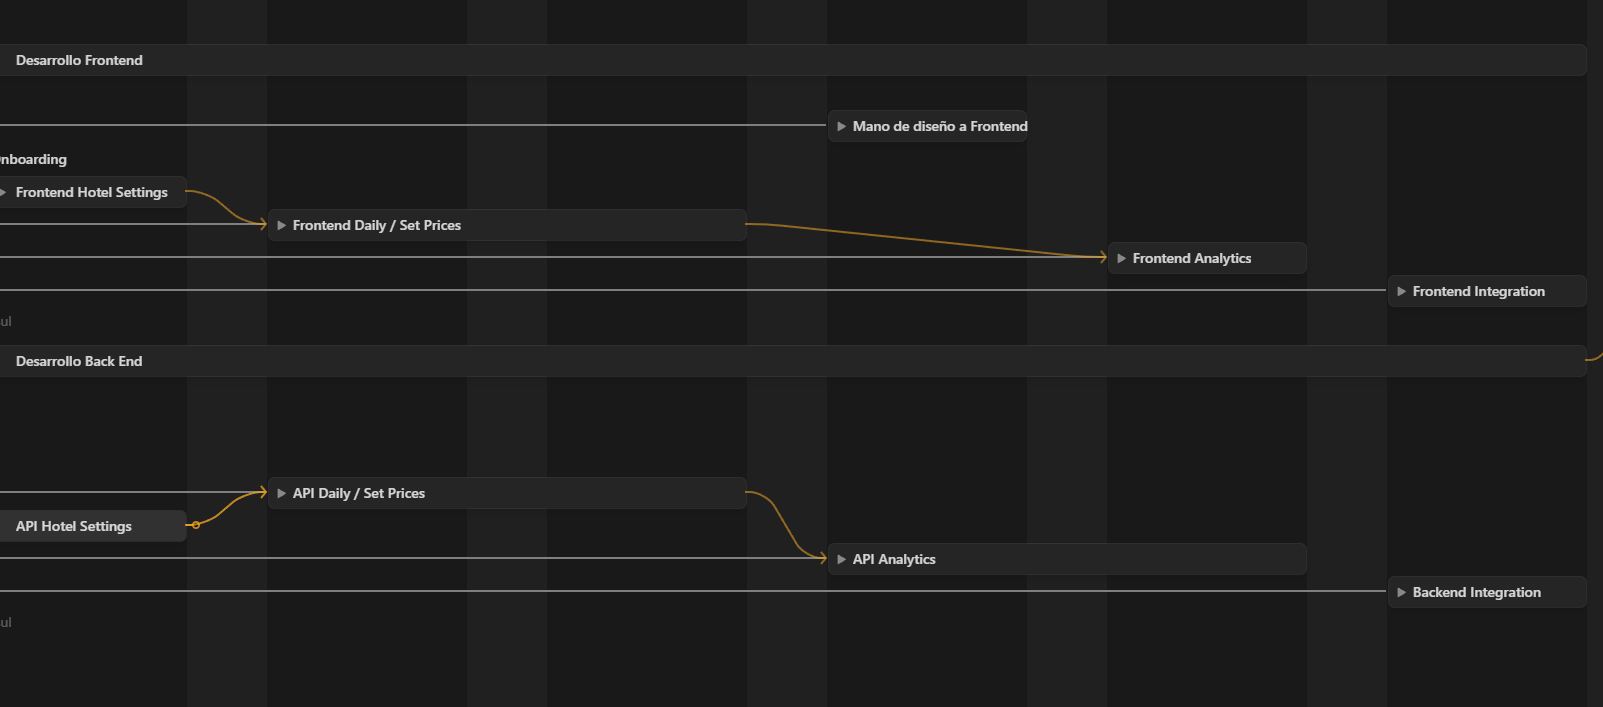 Desarrollo Frontend
Mano de diseño a Frontend
nboarding
Frontend Hotel Settings
Frontend Daily / Set Prices
Frontend Analytics
Frontend Integration
ul
Desarrollo Back End
API Daily / Set Prices
API Hotel Settings
API Analytics
Backend Integration
ul